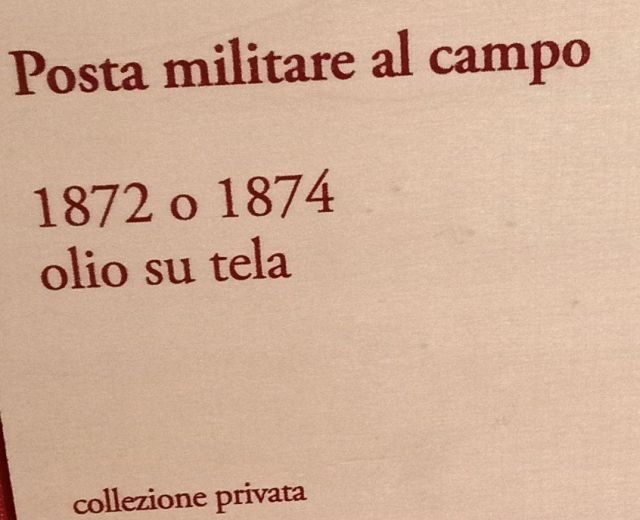 Posta militare al campo
1872 o 1874
olio su tela
collezione privata